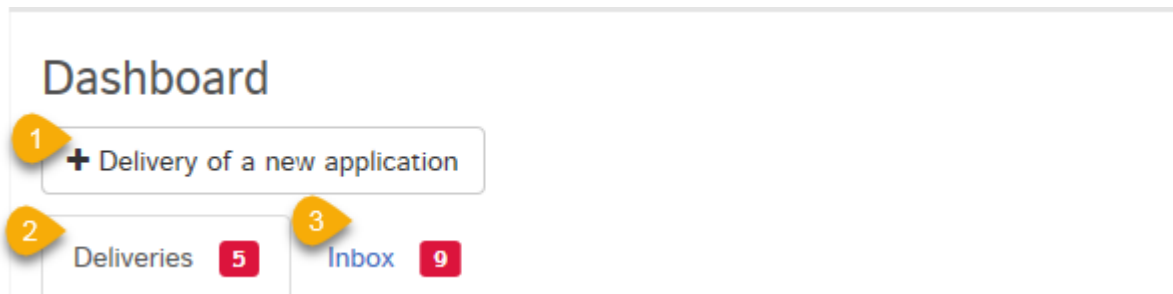 Dashboard
1
+ Delivery of a new application
2 3
Deliveries 5 Inbox 9